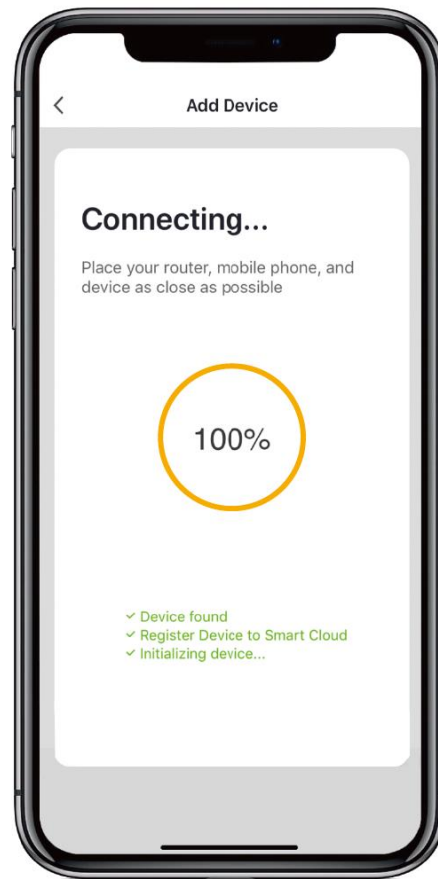 Add Device
Connecting...
Place your router, mobile phone, and
device as close as possible
100%
✓ Device found
✓ Register Device to Smart Cloud
✓ Initializing device...